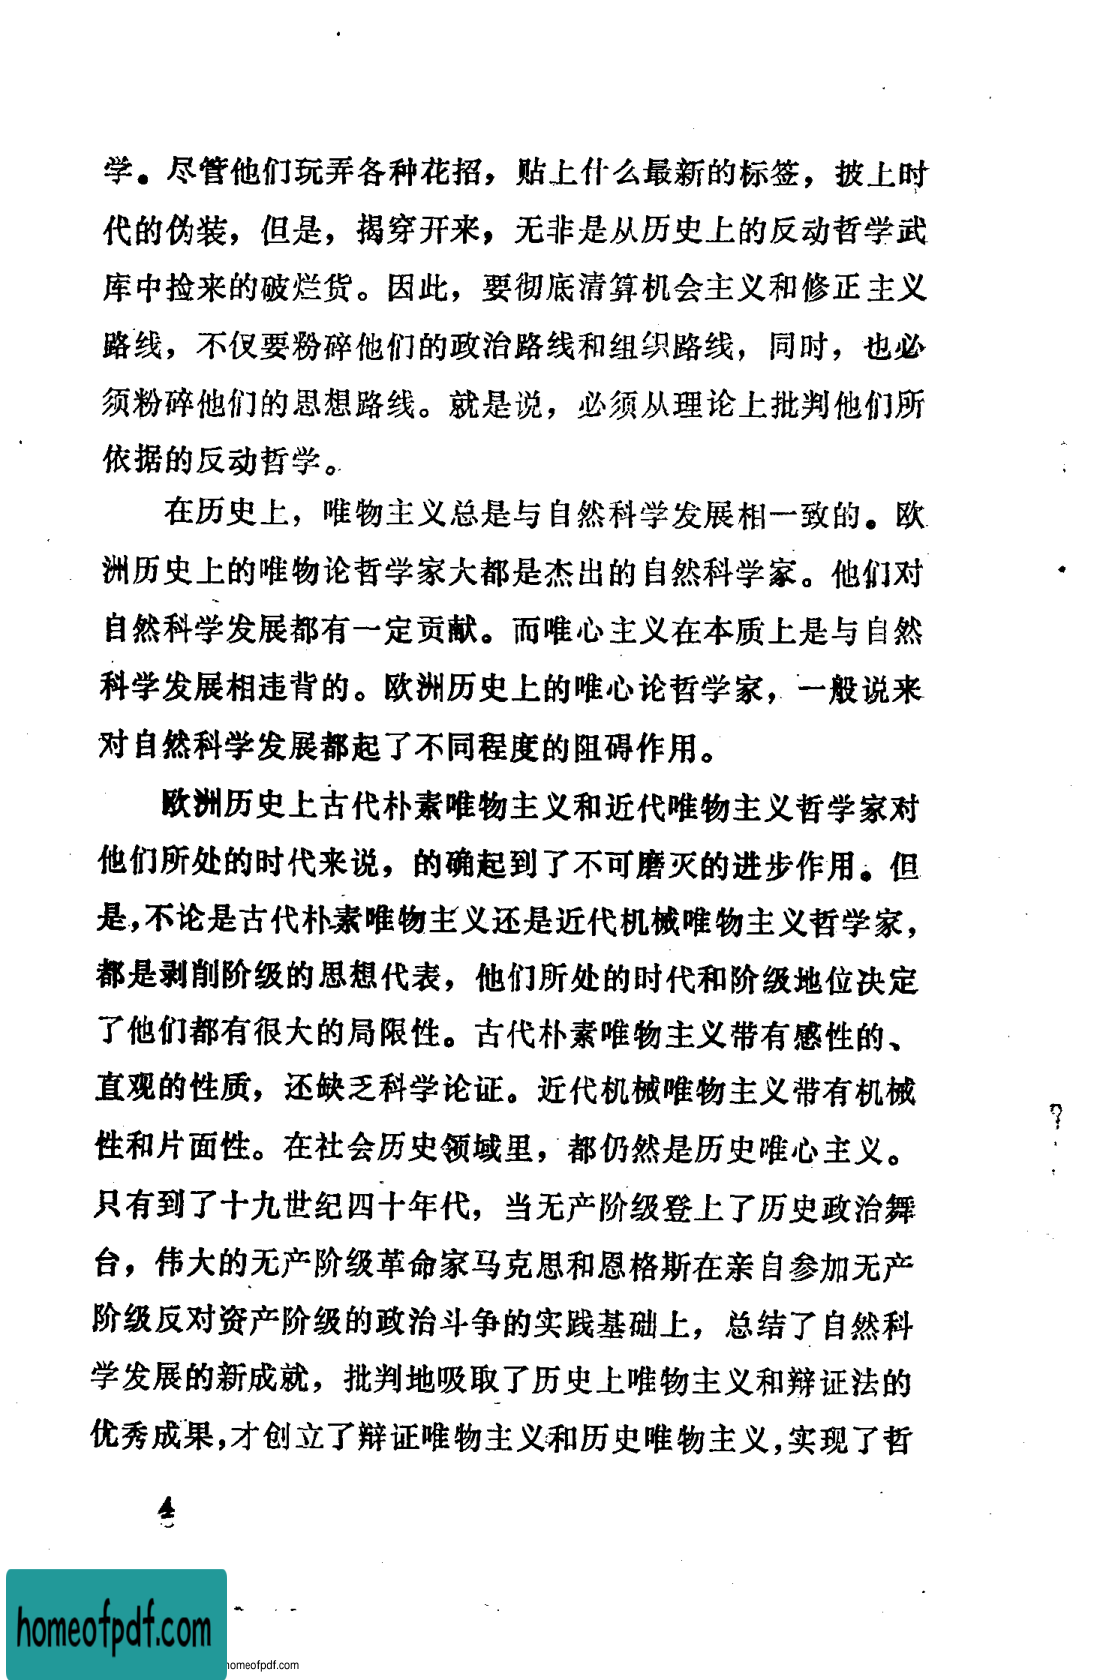 学。尽管他们玩弄各种花招，贴上什么最新的标签，披上时
代的伪装，但是，揭穿开来，无非是从历史上的反动哲学武
库中捡来的破烂货。因此，要彻底清算机会主义和修正主义
路线，不仅要粉碎他们的政治路线和组织路线，同时，也必
须粉碎他们的思想路线。就是说，必须从理论上批判他们所
依据的反动哲学。
在历史上，唯物主义总是与自然科学发展相一致的。欧
洲历史上的唯物论哲学家大都是杰出的自然科学家。他们对
自然科学发展都有一定贡献。而唯心主义在本质上是与自然
科学发展相违背的。欧洲历史上的唯心论哲学家，一般说来
对自然科学发展都起了不同程度的阻碍作用。
欧洲历史上古代朴素唯物主义和近代唯物主义哲学家对
他们所处的时代来说，的确起到了不可磨灭的进步作用。但
是，不论是古代朴素唯物主义还是近代机械唯物主义哲学家，
都是剥削阶级的思想代表，他们所处的时代和阶级地位决定
了他们都有很大的局限性。古代朴素唯物主义带有感性的、
直观的性质，还缺乏科学论证。近代机械唯物主义带有机械
性和片面性。在社会历史领域里，都仍然是历史唯心主义。
只有到了十九世纪四十年代，当无产阶级登上了历史政治舞
台，伟大的无产阶级革命家马克思和恩格斯在亲自参加无产
阶级反对资产阶级的政治斗争的实践基础上，总结了自然科
学发展的新成就，批判地吸取了历史上唯物主义和辩证法的
优秀成果，才创立了辩证唯物主义和历史唯物主义，实现了哲
4
homeofpdf.com
homeofpdf.com